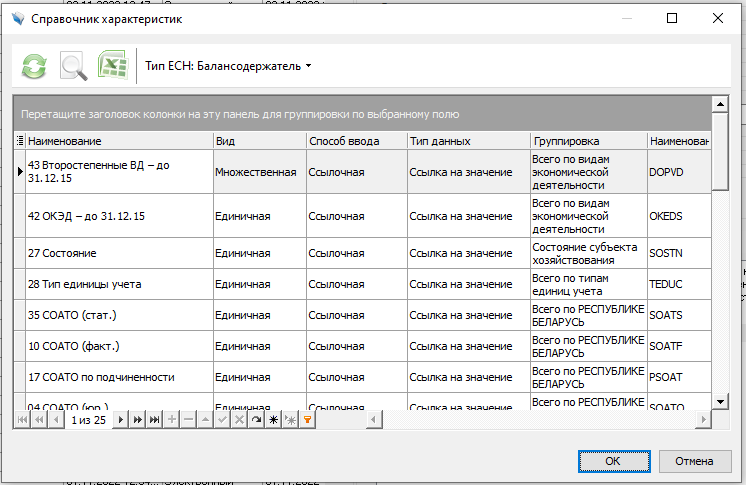 Справочник характеристик
Тип ЕСН: Балансодержатель
Перетащите заголовок колонки на эту панель для группировки по выбранному полю
Наименование Вид Способ ввода Тип данных Группировка Наименован
43 Второстепенные ВД – до 31.12.15 Множественная Ссылочная Ссылка на значение Всего по видам экономической деятельности DOPVD
42 ОКЭД – до 31.12.15 Единичная Ссылочная Ссылка на значение Всего по видам экономической деятельности OKEDS
27 Состояние Единичная Ссылочная Ссылка на значение Состояние субъекта хозяйствования SOSTN
28 Тип единицы учета Единичная Ссылочная Ссылка на значение Всего по типам единиц учета TEDUC
35 СОАТО (стат.) Единичная Ссылочная Ссылка на значение Всего по РЕСПУБЛИКЕ БЕЛАРУСЬ SOATS
10 СОАТО (факт.) Единичная Ссылочная Ссылка на значение Всего по РЕСПУБЛИКЕ БЕЛАРУСЬ SOATF
17 СОАТО по подчиненности Единичная Ссылочная Ссылка на значение Всего по РЕСПУБЛИКЕ БЕЛАРУСЬ PSOAT
04 СОАТО (юр.) Единичная Ссылочная Ссылка на значение Всего по РЕСПУБЛИКЕ БЕЛАРУСЬ SOATO
1 из 25
OK Отмена